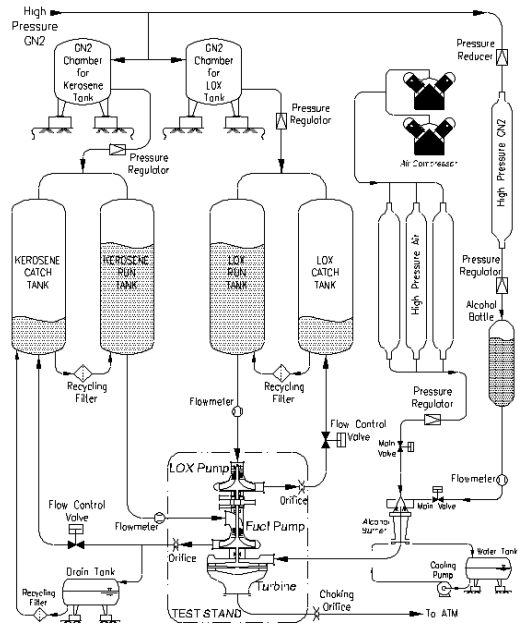 High
Pressure
GN2
GN2
Chamber
for
Kerosene
Tank
GN2
Chamber
for
LOX
Tank
Pressure
Reducer
Pressure
Regulator
Pressure
Regulator
Air Compressor
High Pressure GN2
KEROSENE
CATCH
TANK
KEROSENE
RUN
TANK
LOX
RUN
TANK
LOX
CATCH
TANK
High Pressure Air
Pressure
Regulator
Alcohol
Battle
Recycling
Filter
Recycling
Filter
Pressure
Regulator
Flowmeter
Flow Control
Valve
Main
Valve
LOX Pump
Orifice
Flowmeter
Flow Control
Valve
Flowmeter
Fuel Pump
Main Valve
Alcohol
Burner
Orifice
Water Tank
Cooling
Pump
Drain Tank
Turbine
Recycling
Filter
Choking
Orifice
TEST STAND
To ATM